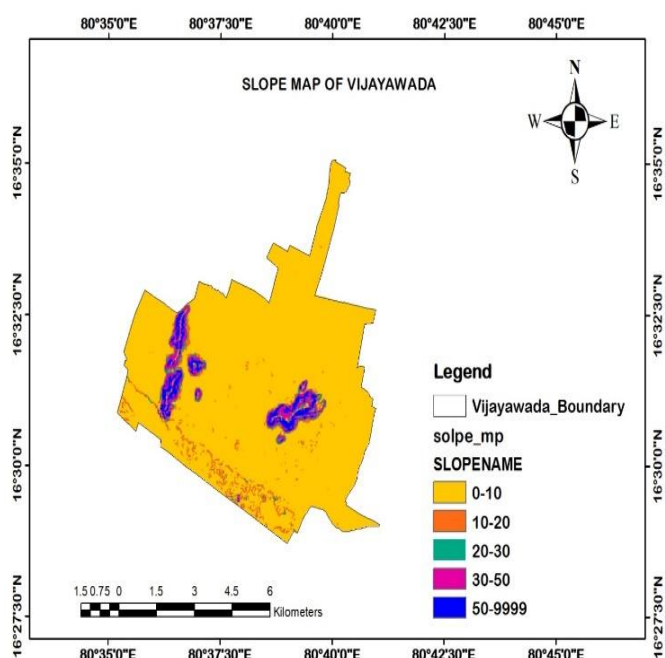 80°35'0"E 80°37'30"E 80°40'0"E 80°42'30"E 80°45'0"E
SLOPE MAP OF VIJAYAWADA
N
W E
S
16°35'0"N 16°35'0"N
16°32'30"N 16°32'30"N
16°30'0"N 16°30'0"N
16°27'30"N 16°27'30"N
Legend
Vijayawada_Boundary
solpe_mp
SLOPENAME
0-10
10-20
20-30
30-50
50-9999
1.5 0.75 0 1.5 3 4.5 6
Kilometers
80°35'0"E 80°37'30"E 80°40'0"E 80°42'30"E 80°45'0"E